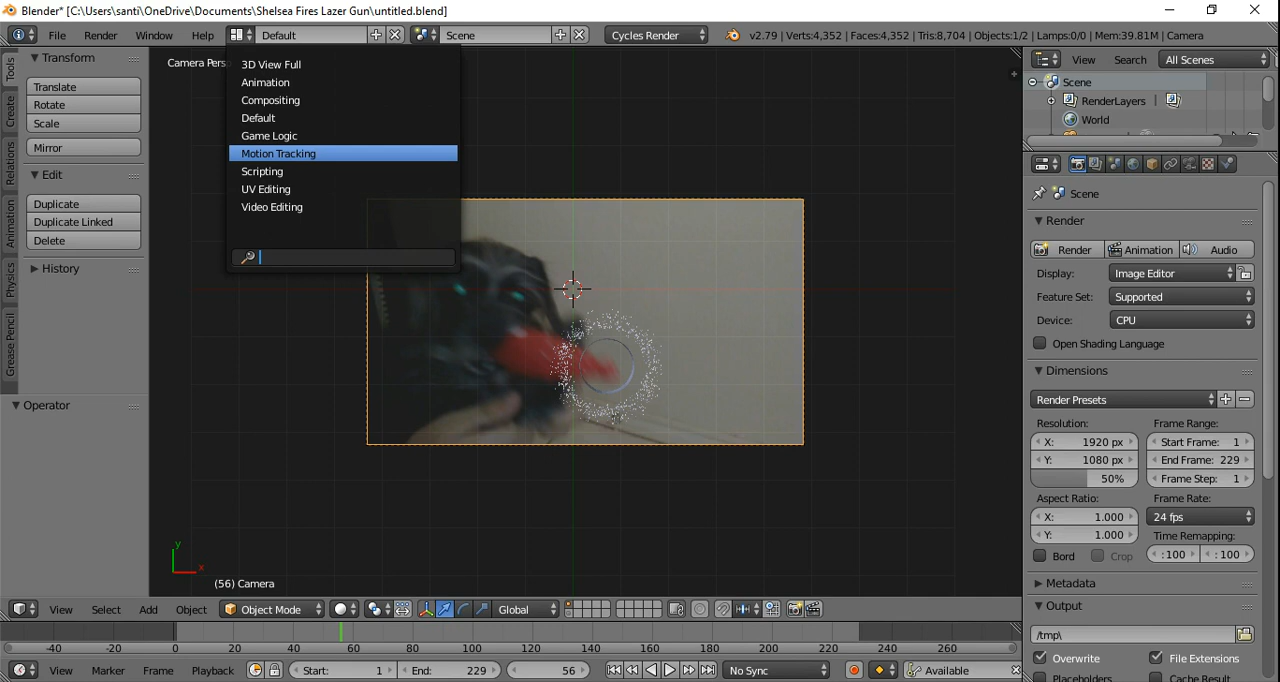 Blender* [C:\Users\santi\OneDrive\Documents\Shelsea Fires Lazer Gun\untitled.blend]
File Render Window Help Default Scene Cycles Render v2.79 | Verts:4,352 | Faces:4,352 | Tris:8,704 | Objects:1/2 | Lamps:0/0 | Mem:39.81M | Camera
Tools
Create
Relations
Animation
Physics
Grease Pencil
Transform
Translate
Rotate
Scale
Mirror
Edit
Duplicate
Duplicate Linked
Delete
History
Operator
Camera Pers
3D View Full
Animation
Compositing
Default
Game Logic
Motion Tracking
Scripting
UV Editing
Video Editing
y
x
(56) Camera
View Select Add Object Object Mode Global
-40 -20 0 20 40 60 80 100 120 140 160 180 200 220 240 260
View Marker Frame Playback Start: 1 End: 229 56 No Sync Available
View Search All Scenes
Scene
RenderLayers
World
Scene
Render
Render Animation Audio
Display: Image Editor
Feature Set: Supported
Device: CPU
Open Shading Language
Dimensions
Render Presets
Resolution: Frame Range:
X: 1920 px Start Frame: 1
Y: 1080 px End Frame: 229
50% Frame Step: 1
Aspect Ratio: Frame Rate:
X: 1.000 24 fps
Y: 1.000 Time Remapping:
Bord Crop :100 :100
Metadata
Output
/tmp\
Overwrite File Extensions
Placeholders Cache Result